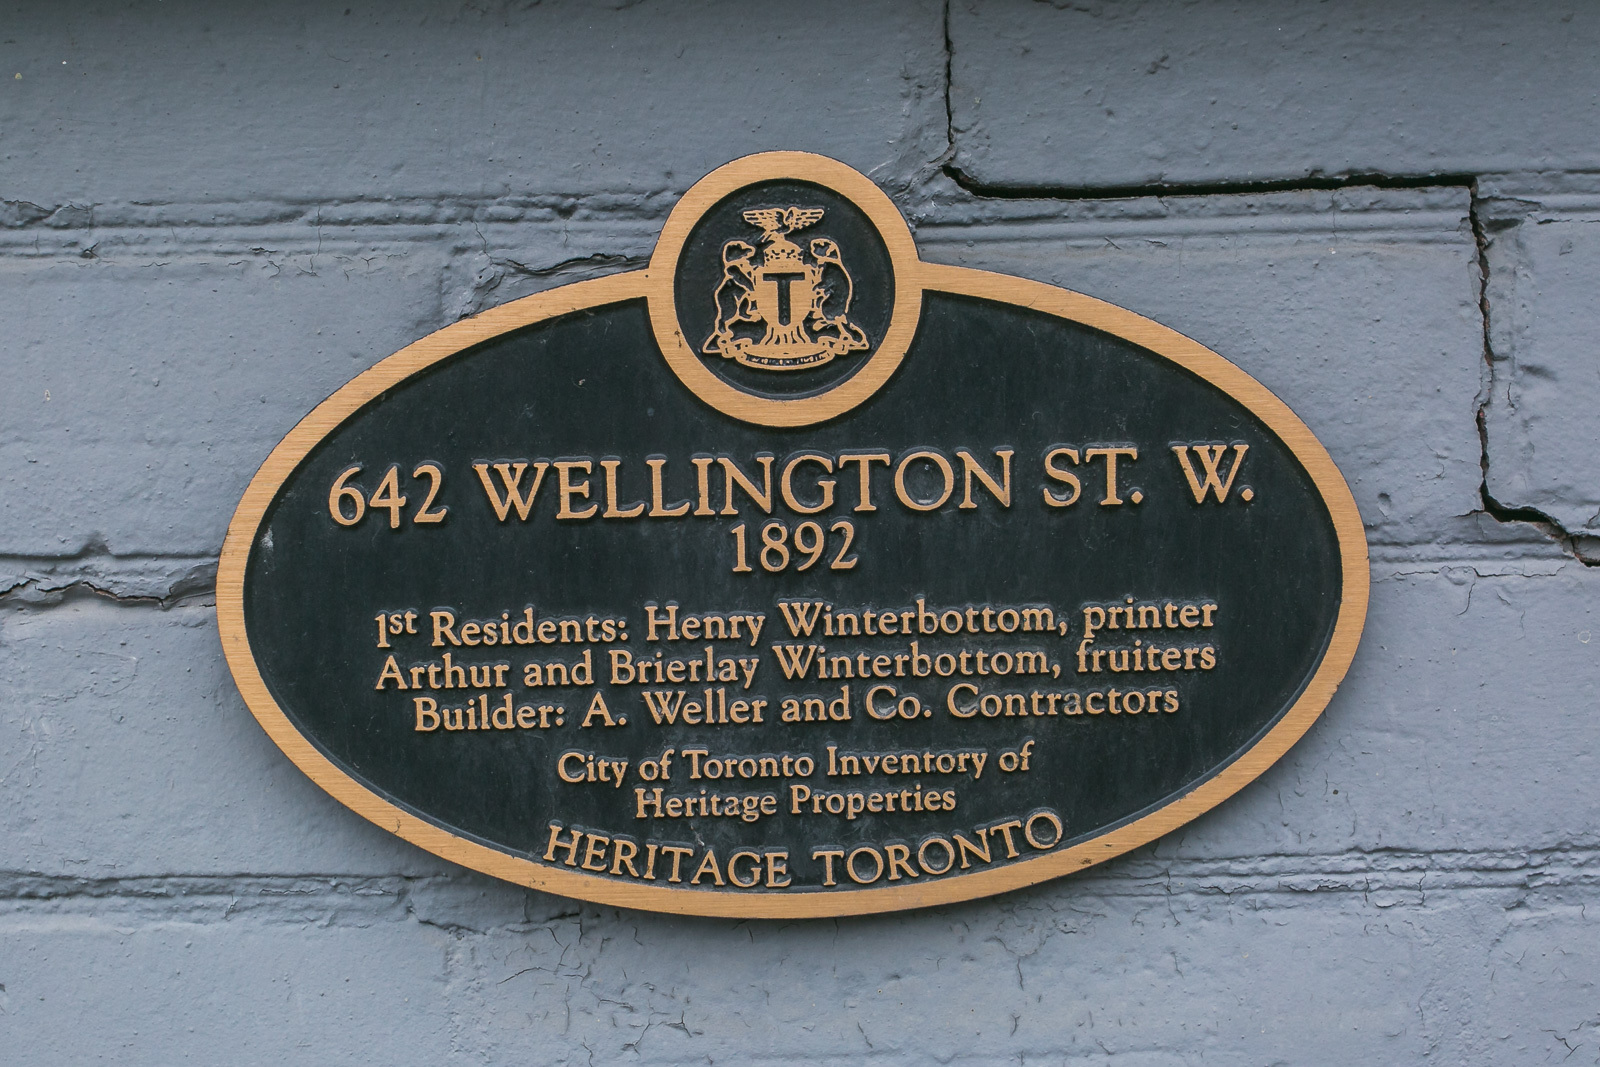 T
642 WELLINGTON ST. W.
1892
1st Residents: Henry Winterbottom, printer
Arthur and Brierlay Winterbottom, fruiters
Builder: A. Weller and Co. Contractors
City of Toronto Inventory of
Heritage Properties
HERITAGE TORONTO